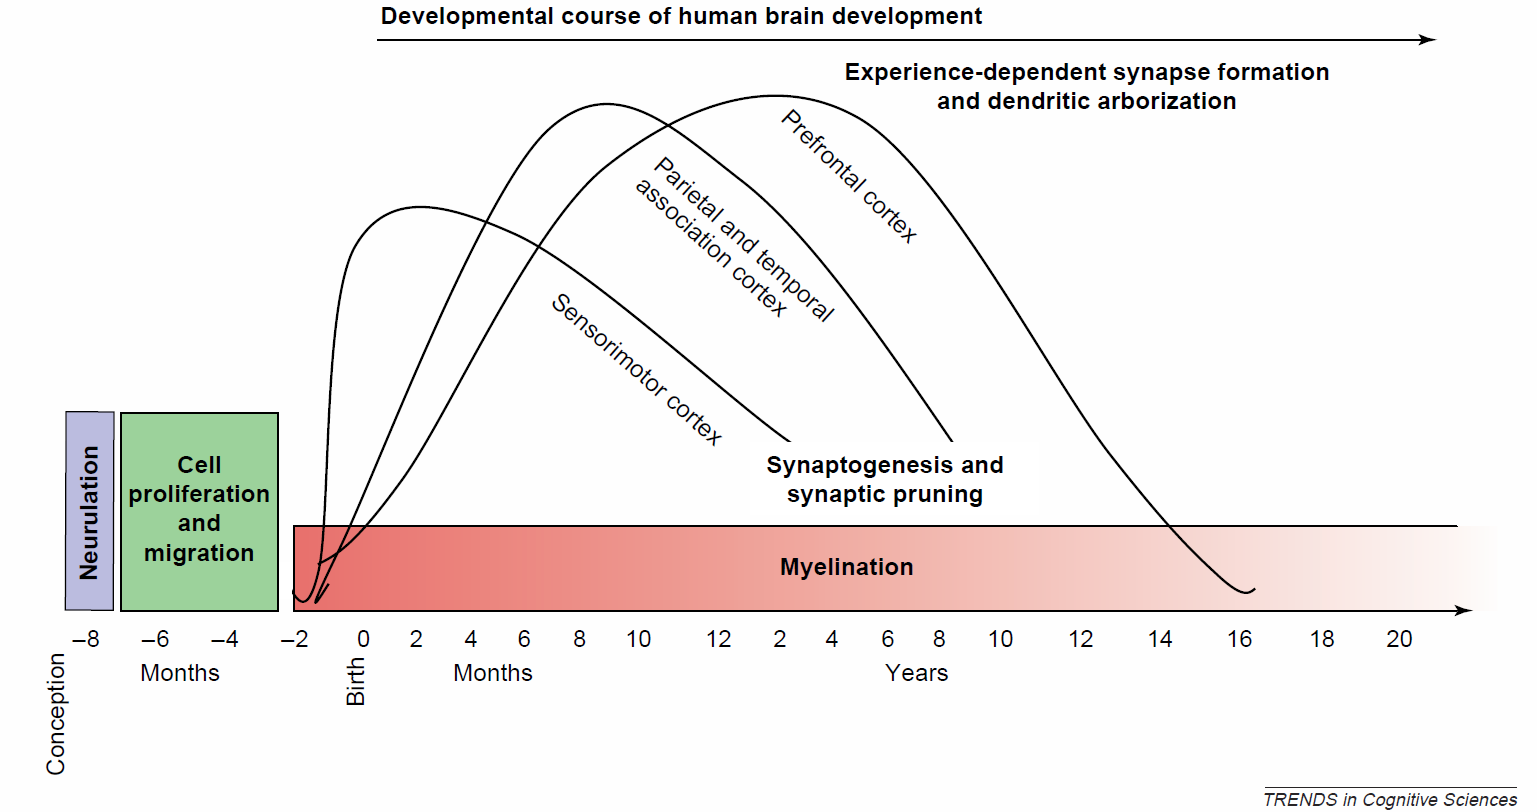 Developmental course of human brain development
Experience-dependent synapse formation
and dendritic arborization
Prefrontal cortex
Parietal and temporal
association cortex
Sensorimotor cortex
Neurulation
Cell
proliferation
and
migration
Synaptogenesis and
synaptic pruning
Myelination
–8 –6 –4 –2 0 2 4 6 8 10 12 2 4 6 8 10 12 14 16 18 20
Conception
Months
Birth
Months
Years
TRENDS in Cognitive Sciences